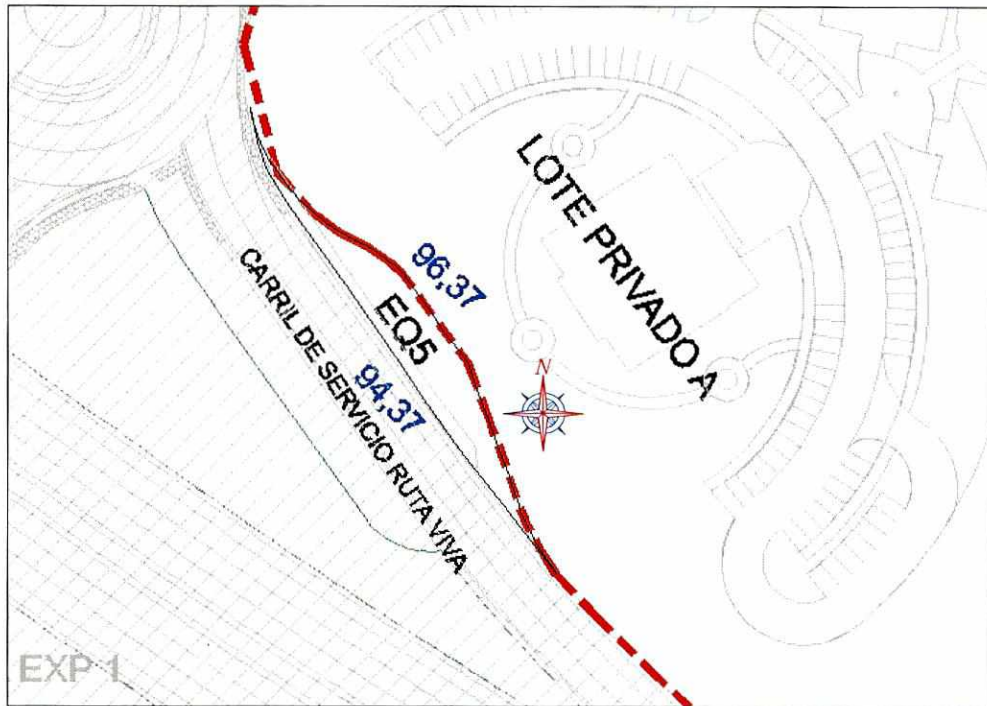 LOTE PRIVADO A
96,37
EQ5
94,37
CARRIL DE SERVICIO RUTA VIVA
N
EXP 1